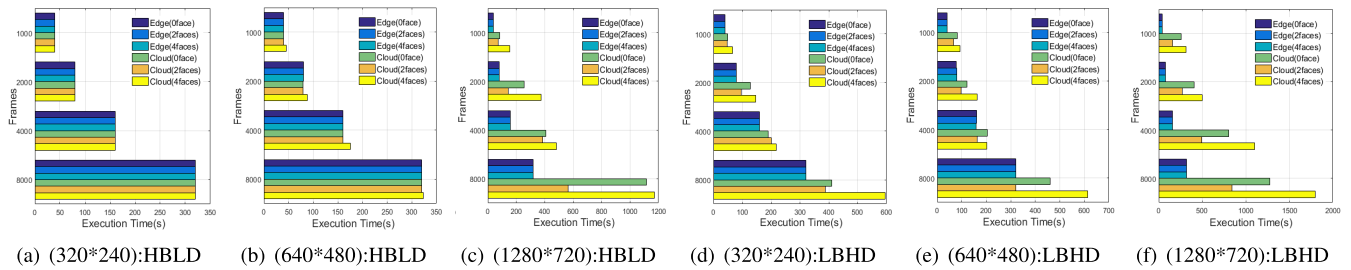 Edge(0face)
Edge(2faces)
Edge(4faces)
Cloud(0face)
Cloud(2faces)
Cloud(4faces)
1000
2000
4000
8000
Frames
0 50 100 150 200 250 300 350
Execution Time(s)
(a) (320*240):HBLD
Edge(0face)
Edge(2faces)
Edge(4faces)
Cloud(0face)
Cloud(2faces)
Cloud(4faces)
1000
2000
4000
8000
Frames
0 50 100 150 200 250 300 350
Execution Time(s)
(b) (640*480):HBLD
Edge(0face)
Edge(2faces)
Edge(4faces)
Cloud(0face)
Cloud(2faces)
Cloud(4faces)
1000
2000
4000
8000
Frames
0 200 400 600 800 1000 1200
Execution Time(s)
(c) (1280*720):HBLD
Edge(0face)
Edge(2faces)
Edge(4faces)
Cloud(0face)
Cloud(2faces)
Cloud(4faces)
1000
2000
4000
8000
Frames
0 100 200 300 400 500 600
Execution Time(s)
(d) (320*240):LBHD
Edge(0face)
Edge(2faces)
Edge(4faces)
Cloud(0face)
Cloud(2faces)
Cloud(4faces)
1000
2000
4000
8000
Frames
0 100 200 300 400 500 600 700
Execution Time(s)
(e) (640*480):LBHD
Edge(0face)
Edge(2faces)
Edge(4faces)
Cloud(0face)
Cloud(2faces)
Cloud(4faces)
1000
2000
4000
8000
Frames
0 500 1000 1500 2000
Execution Time(s)
(f) (1280*720):LBHD